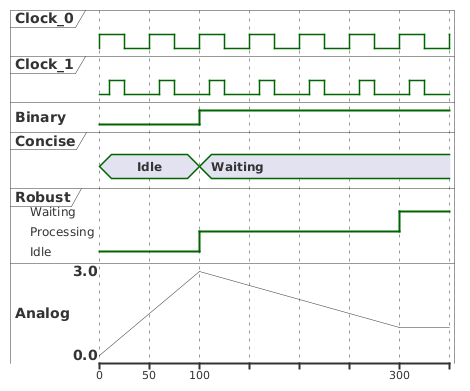 Clock_0
Clock_1
Binary
Concise
Idle Waiting
Robust
Waiting
Processing
Idle
3.0
Analog
0.0
0 50 100 300